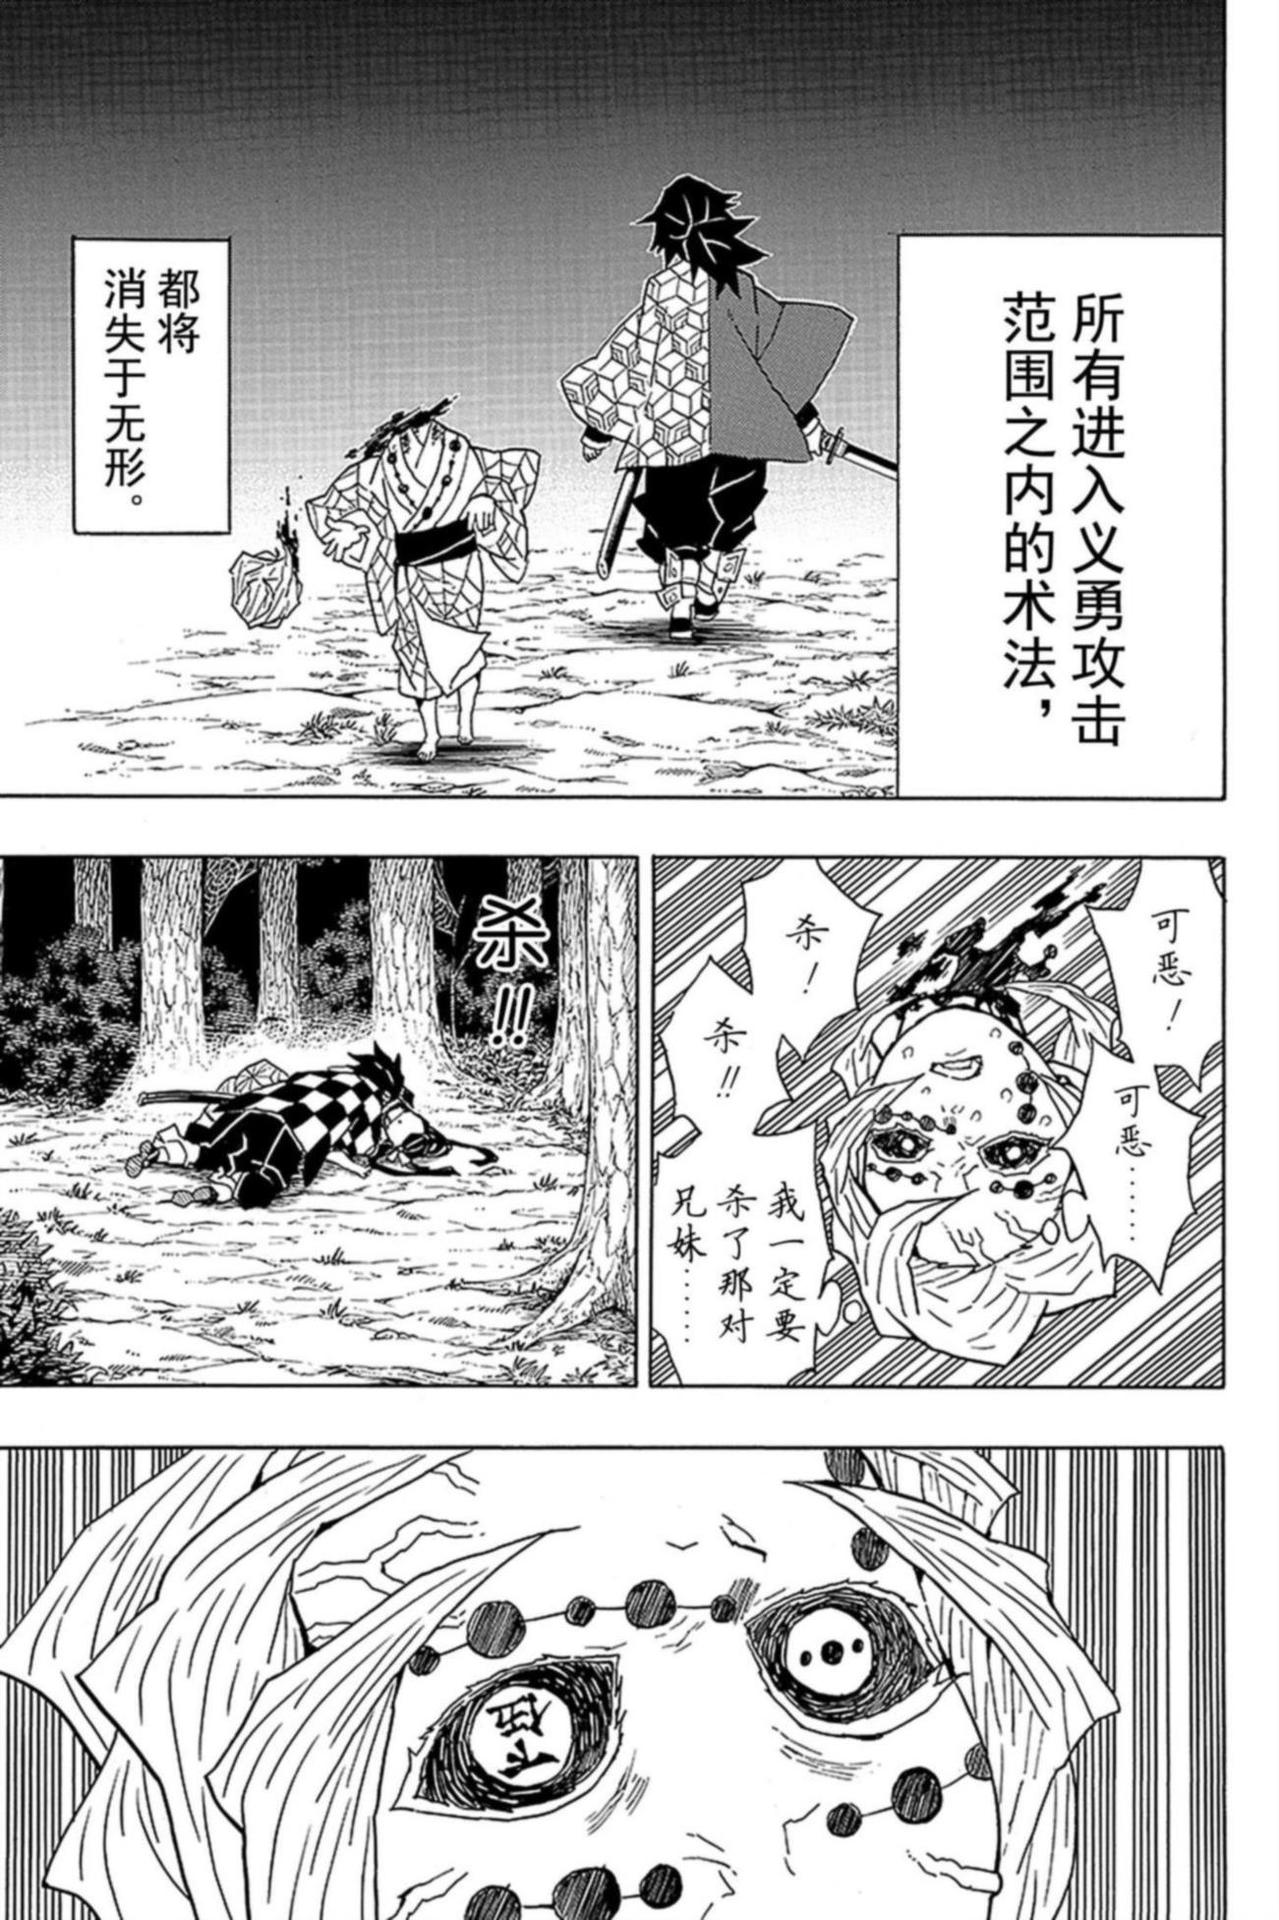 所有进入义勇攻击
范围之内的术法，
都将
消失于无形。
可恶！
可恶……
杀！
杀！！
我一定要
杀了那对
兄妹……
杀！！
下伍